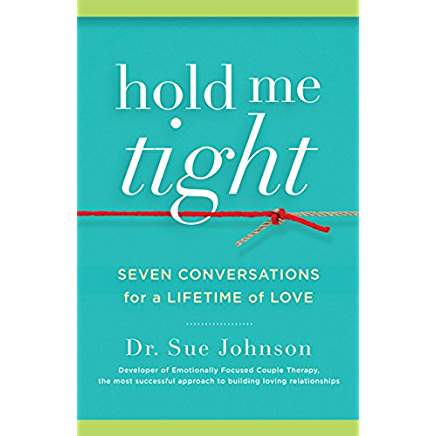 hold me
tight
SEVEN CONVERSATIONS
for a LIFETIME of LOVE
Dr. Sue Johnson
Developer of Emotionally Focused Couple Therapy,
the most successful approach to building loving relationships